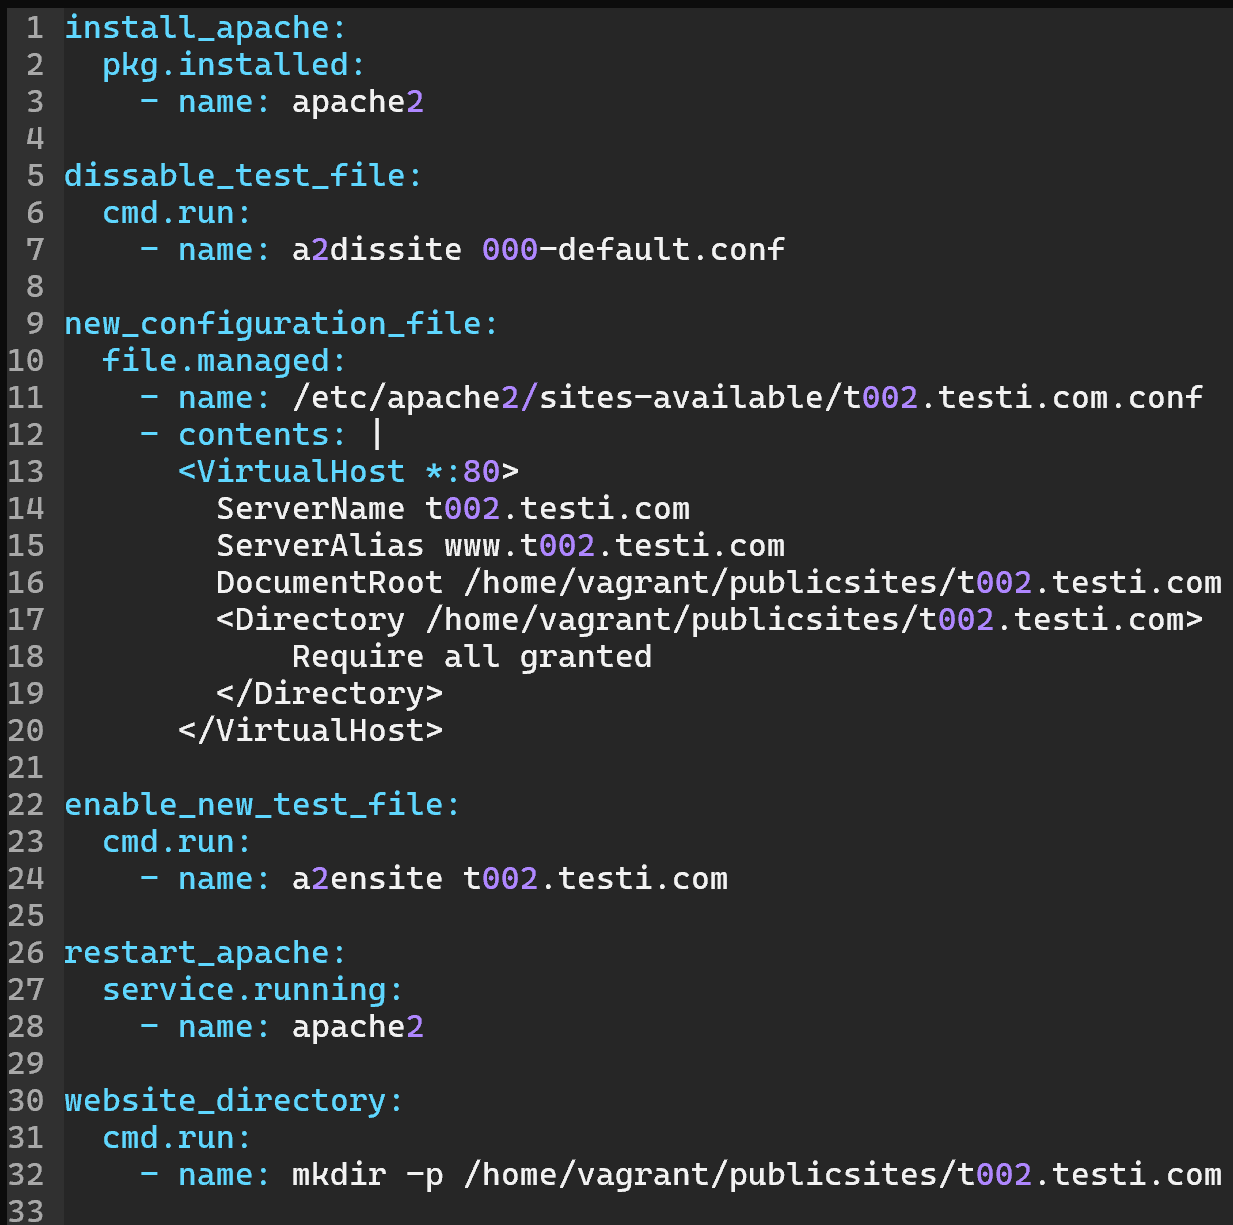 1 install_apache:
2   pkg.installed:
3     - name: apache2
4
5 dissable_test_file:
6   cmd.run:
7     - name: a2dissite 000-default.conf
8
9 new_configuration_file:
10   file.managed:
11     - name: /etc/apache2/sites-available/t002.testi.com.conf
12     - contents: |
13       <VirtualHost *:80>
14         ServerName t002.testi.com
15         ServerAlias www.t002.testi.com
16         DocumentRoot /home/vagrant/publicsites/t002.testi.com
17         <Directory /home/vagrant/publicsites/t002.testi.com>
18             Require all granted
19         </Directory>
20       </VirtualHost>
21
22 enable_new_test_file:
23   cmd.run:
24     - name: a2ensite t002.testi.com
25
26 restart_apache:
27   service.running:
28     - name: apache2
29
30 website_directory:
31   cmd.run:
32     - name: mkdir -p /home/vagrant/publicsites/t002.testi.com
33